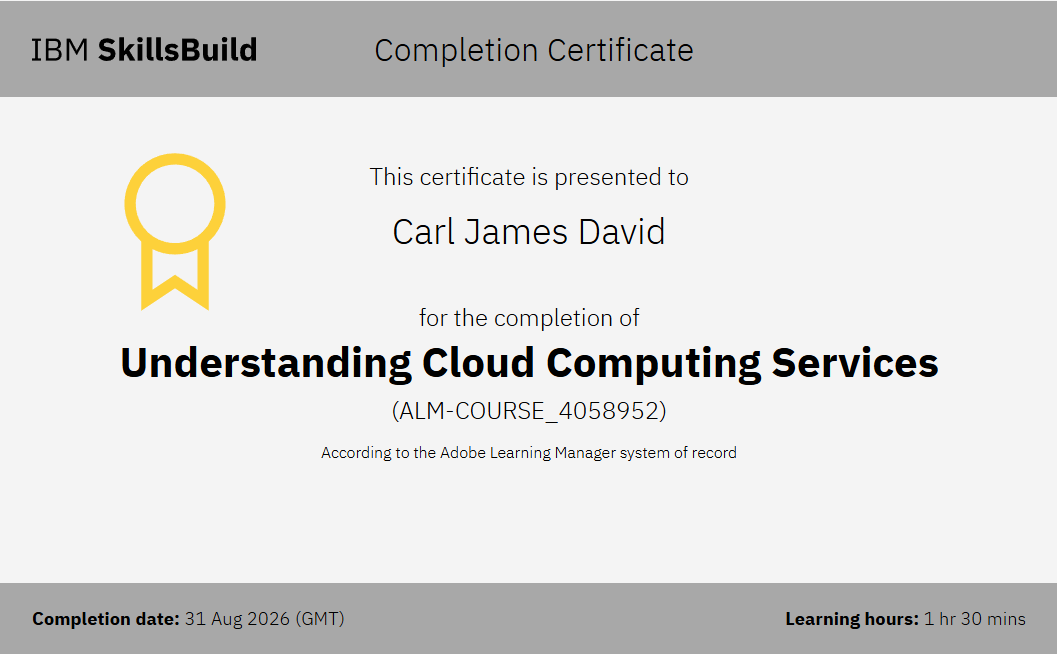 IBM SkillsBuild
Completion Certificate
This certificate is presented to
Carl James David
for the completion of
Understanding Cloud Computing Services
(ALM-COURSE_4058952)
According to the Adobe Learning Manager system of record
Completion date: 31 Aug 2026 (GMT)
Learning hours: 1 hr 30 mins